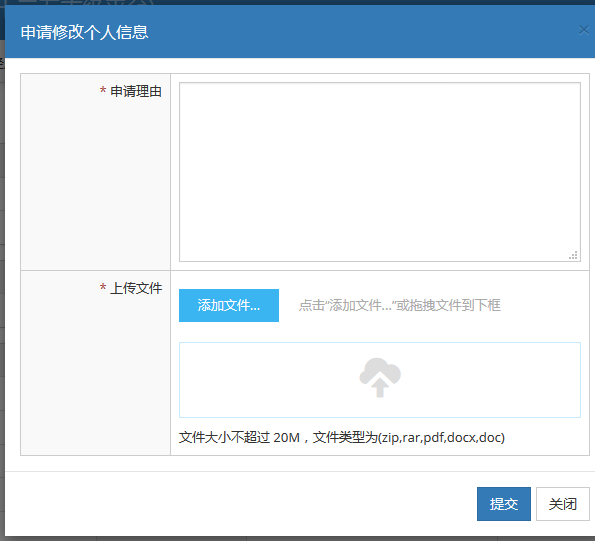 申请修改个人信息
×
* 申请理由
* 上传文件
添加文件... 点击“添加文件...”或拖拽文件到下框
文件大小不超过 20M，文件类型为(zip,rar,pdf,docx,doc)
提交 关闭